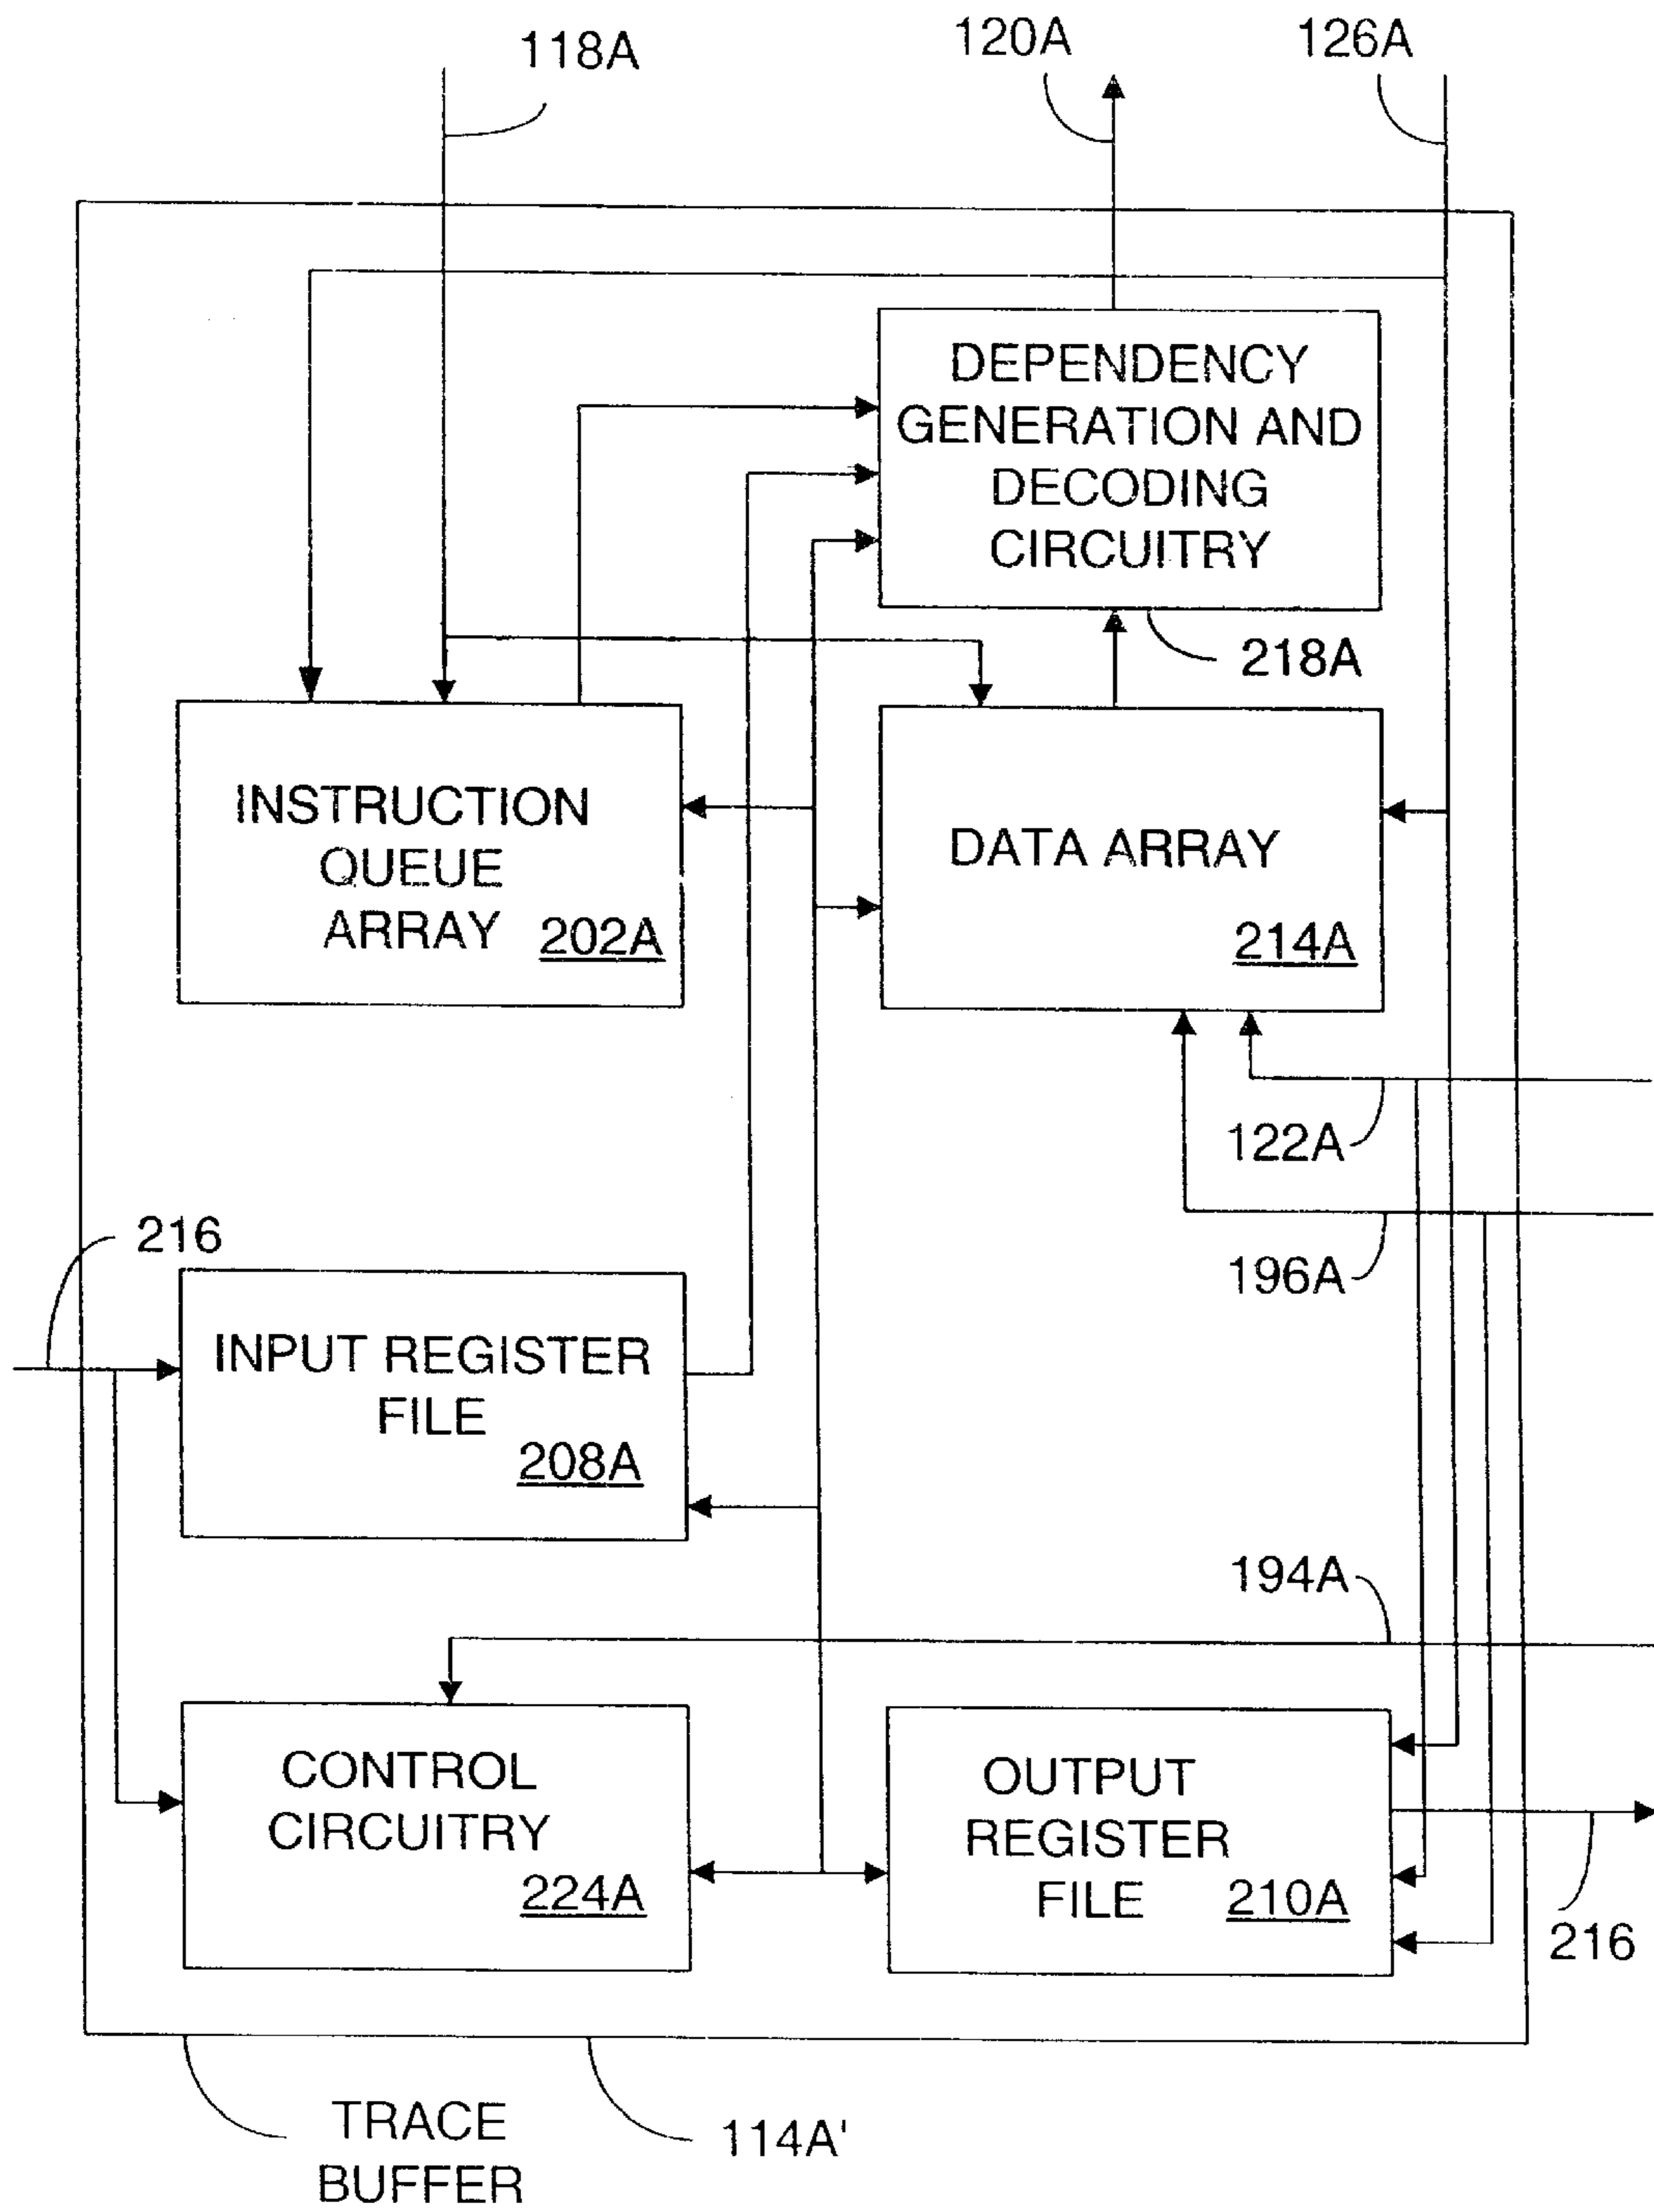 118A
120A
126A
DEPENDENCY
GENERATION AND
DECODING
CIRCUITRY
218A
INSTRUCTION
QUEUE
ARRAY
202A
DATA ARRAY
214A
122A
216
196A
INPUT REGISTER
FILE
208A
194A
CONTROL
CIRCUITRY
224A
OUTPUT
REGISTER
FILE
210A
216
TRACE
BUFFER
114A'